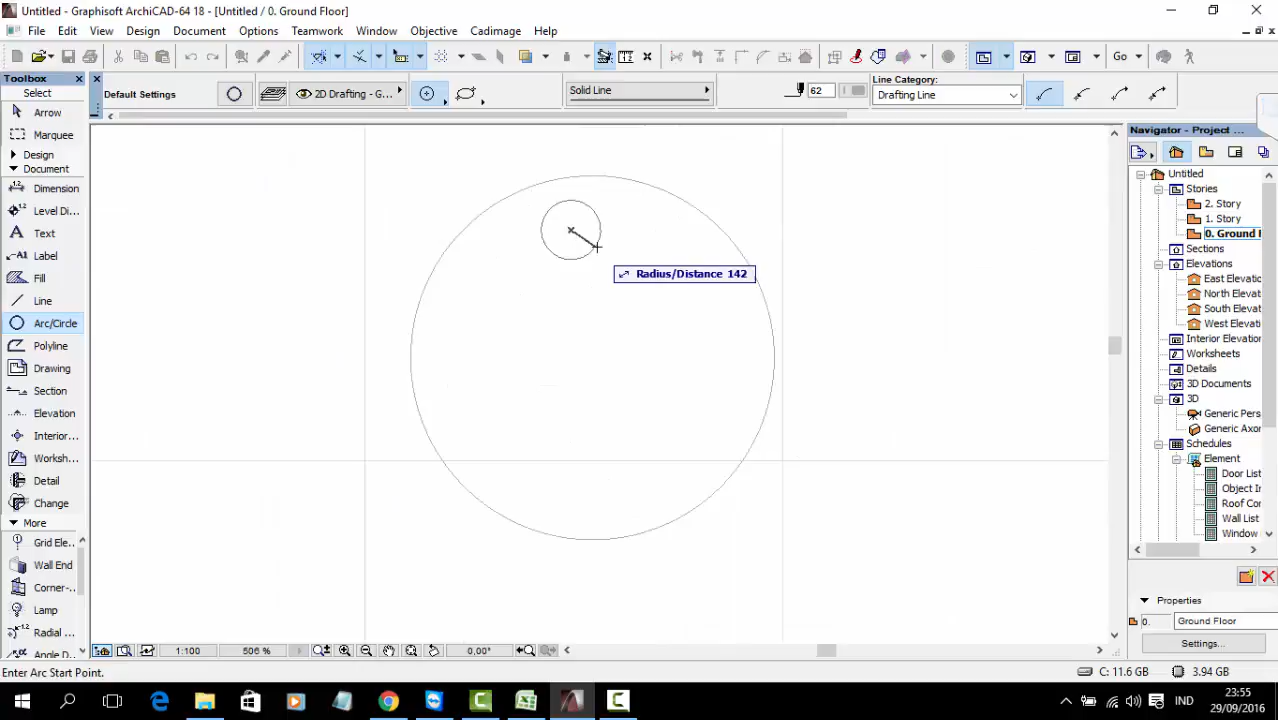 Untitled - Graphisoft ArchiCAD-64 18 - [Untitled / 0. Ground Floor]
File Edit View Design Document Options Teamwork Window Objective Cadimage Help
Go
Toolbox
Select
Default Settings
2D Drafting - G...
Solid Line
62
Line Category:
Drafting Line
Arrow
Marquee
Design
Document
Dimension
Level Di...
Text
Label
Fill
Line
Arc/Circle
Polyline
Drawing
Section
Elevation
Interior...
Worksh...
Detail
Change
More
Grid Ele...
Wall End
Corner-...
Lamp
Radial ...
Angle D...
Radius/Distance 142
Navigator - Project ...
Untitled
Stories
2. Story
1. Story
0. Ground F
Sections
Elevations
East Elevati
North Elevat
South Elevat
West Elevati
Interior Elevation
Worksheets
Details
3D Documents
3D
Generic Pers
Generic Axon
Schedules
Element
Door List
Object In
Roof Cor
Wall List
Window
Properties
0. Ground Floor
Settings...
1:100 506 % 0,00°
Enter Arc Start Point.
C: 11.6 GB 3.94 GB
IND
23:55
29/09/2016